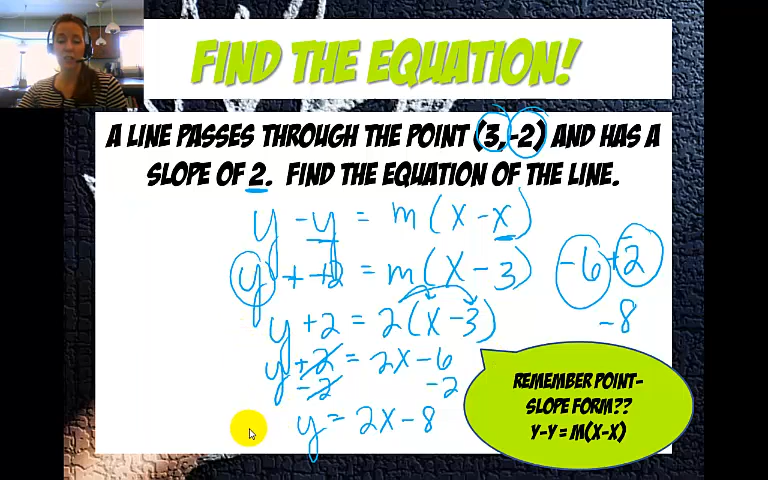 FIND THE EQUATION!
A LINE PASSES THROUGH THE POINT (3,-2) AND HAS A
SLOPE OF 2. FIND THE EQUATION OF THE LINE.
y - y = m(x - x)
y + +2 = m(x - 3)
-6 + -2
-8
y + 2 = 2(x - 3)
y + 2 = 2x - 6
- 2 - 2
y = 2x - 8
REMEMBER POINT-
SLOPE FORM??
Y-Y = M(X-X)